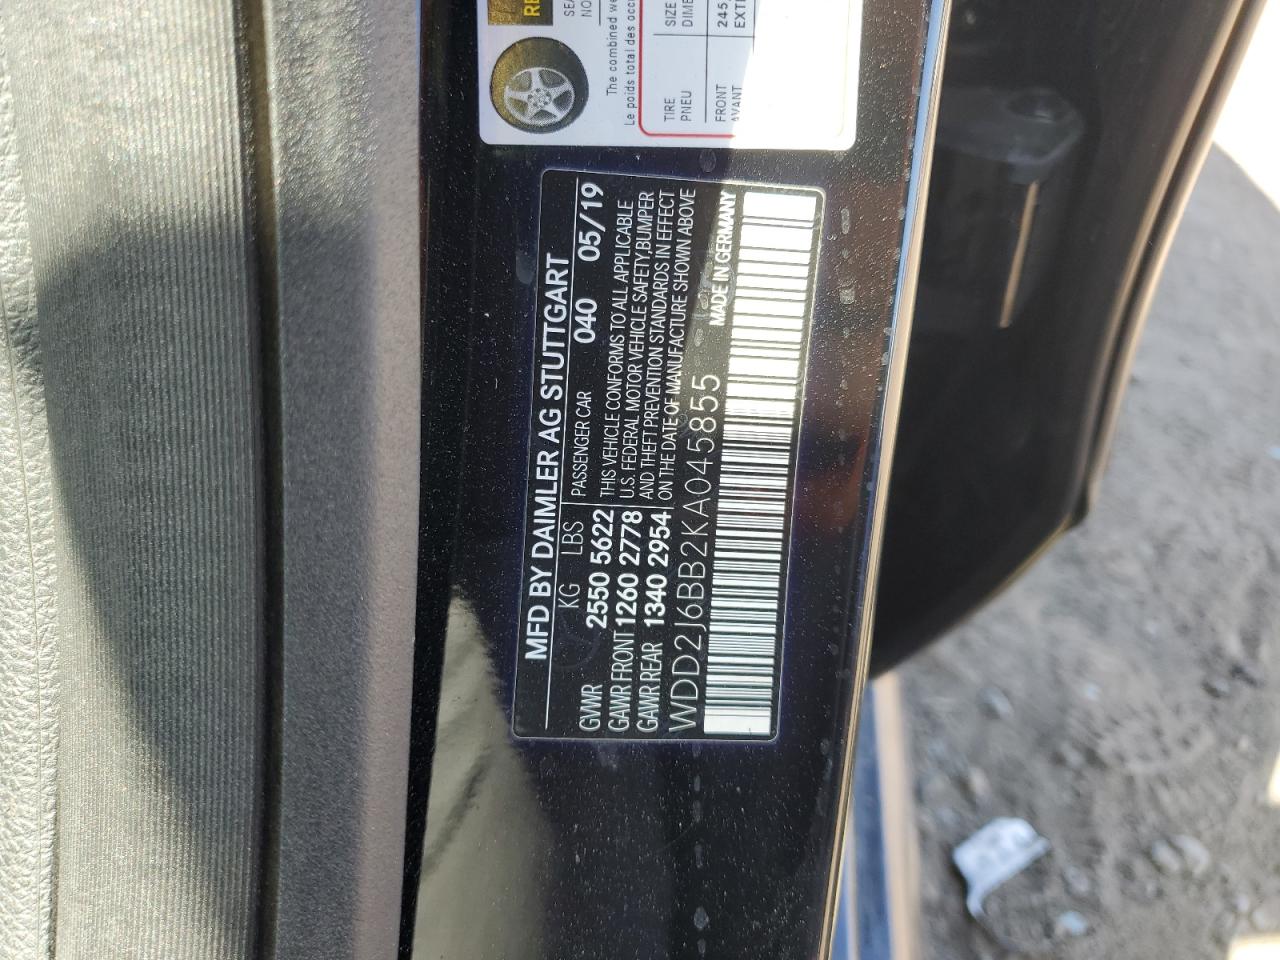 MFD BY DAIMLER AG STUTTGART
KG LBS PASSENGER CAR 040 05/19
GVWR 2550 5622
GAWR FRONT 1260 2778
GAWR REAR 1340 2954
THIS VEHICLE CONFORMS TO ALL APPLICABLE
U.S. FEDERAL MOTOR VEHICLE SAFETY,BUMPER
AND THEFT PREVENTION STANDARDS IN EFFECT
ON THE DATE OF MANUFACTURE SHOWN ABOVE
WDD2J6BB2KA045855 MADE IN GERMANY
The combined
Le poids total des
TIRE SIZE
PNEU
FRONT 245
AVANT